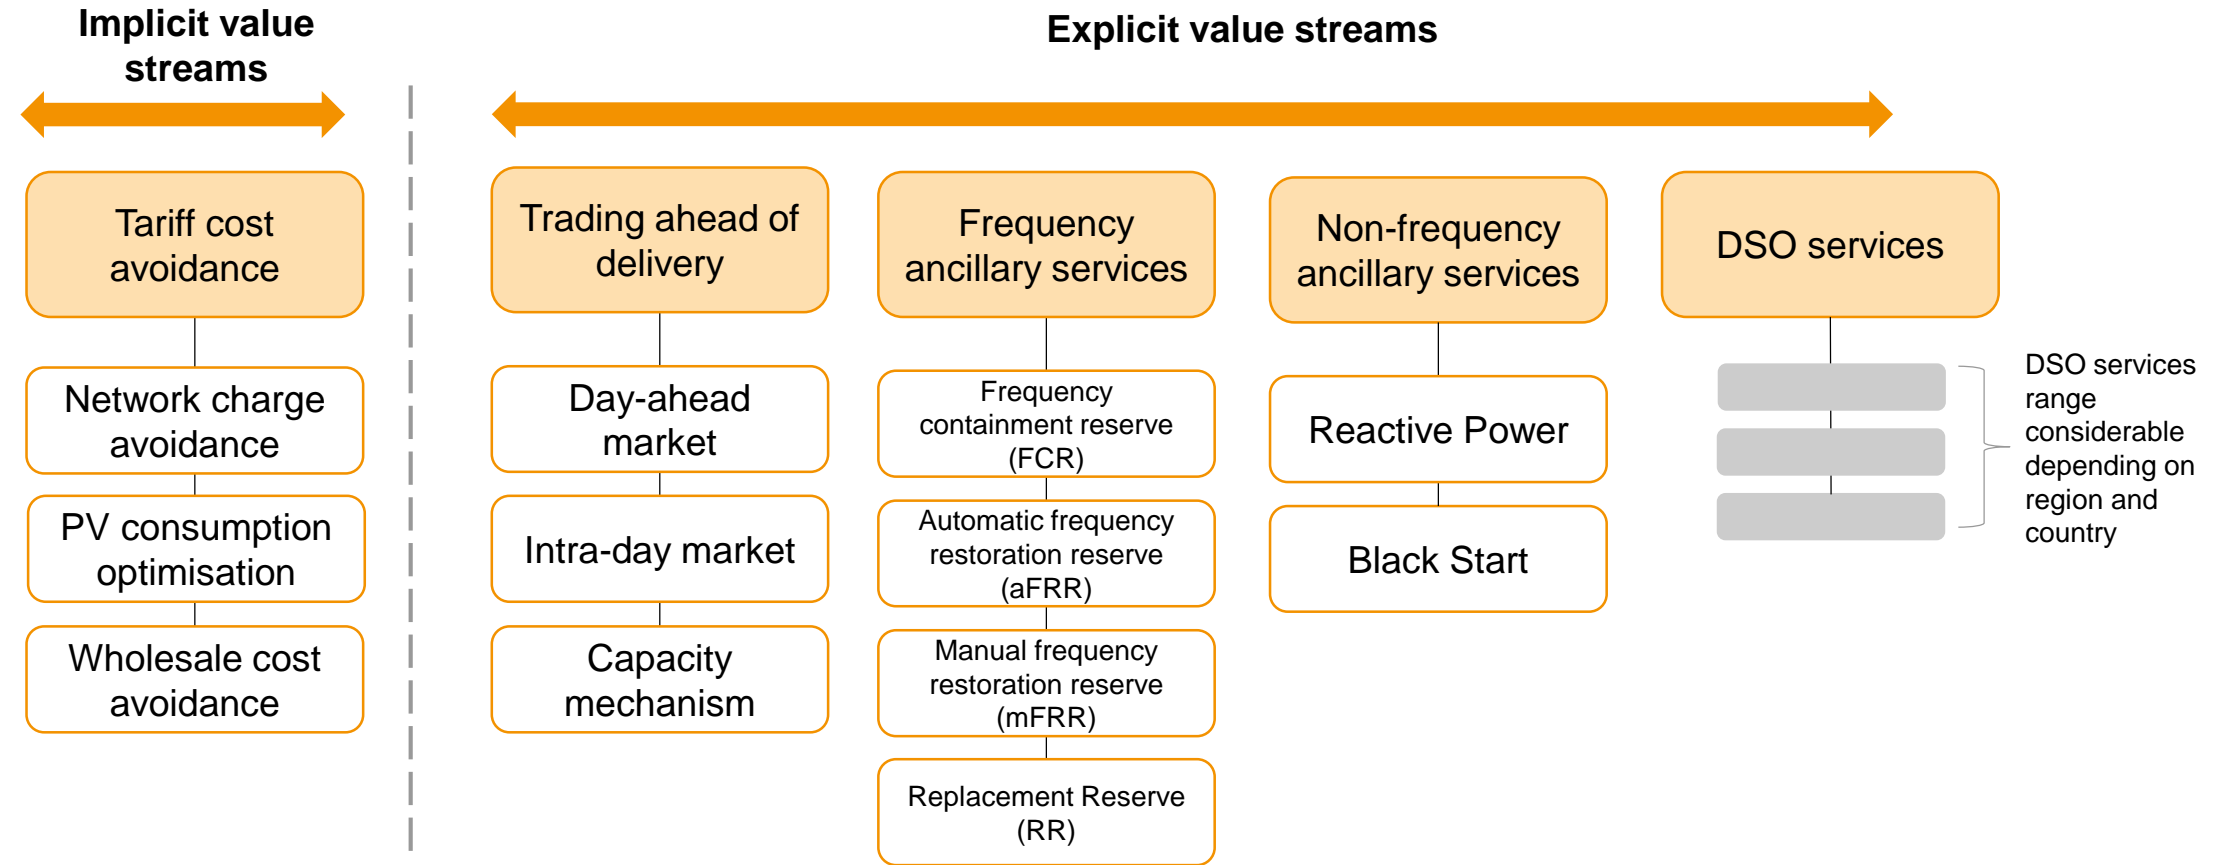 Implicit value
streams
Explicit value streams
Tariff cost
avoidance
Network charge
avoidance
PV consumption
optimisation
Wholesale cost
avoidance
Trading ahead of
delivery
Day-ahead
market
Intra-day market
Capacity
mechanism
Frequency
ancillary services
Frequency
containment reserve
(FCR)
Automatic frequency
restoration reserve
(aFRR)
Manual frequency
restoration reserve
(mFRR)
Replacement Reserve
(RR)
Non-frequency
ancillary services
Reactive Power
Black Start
DSO services
DSO services
range
considerable
depending on
region and
country